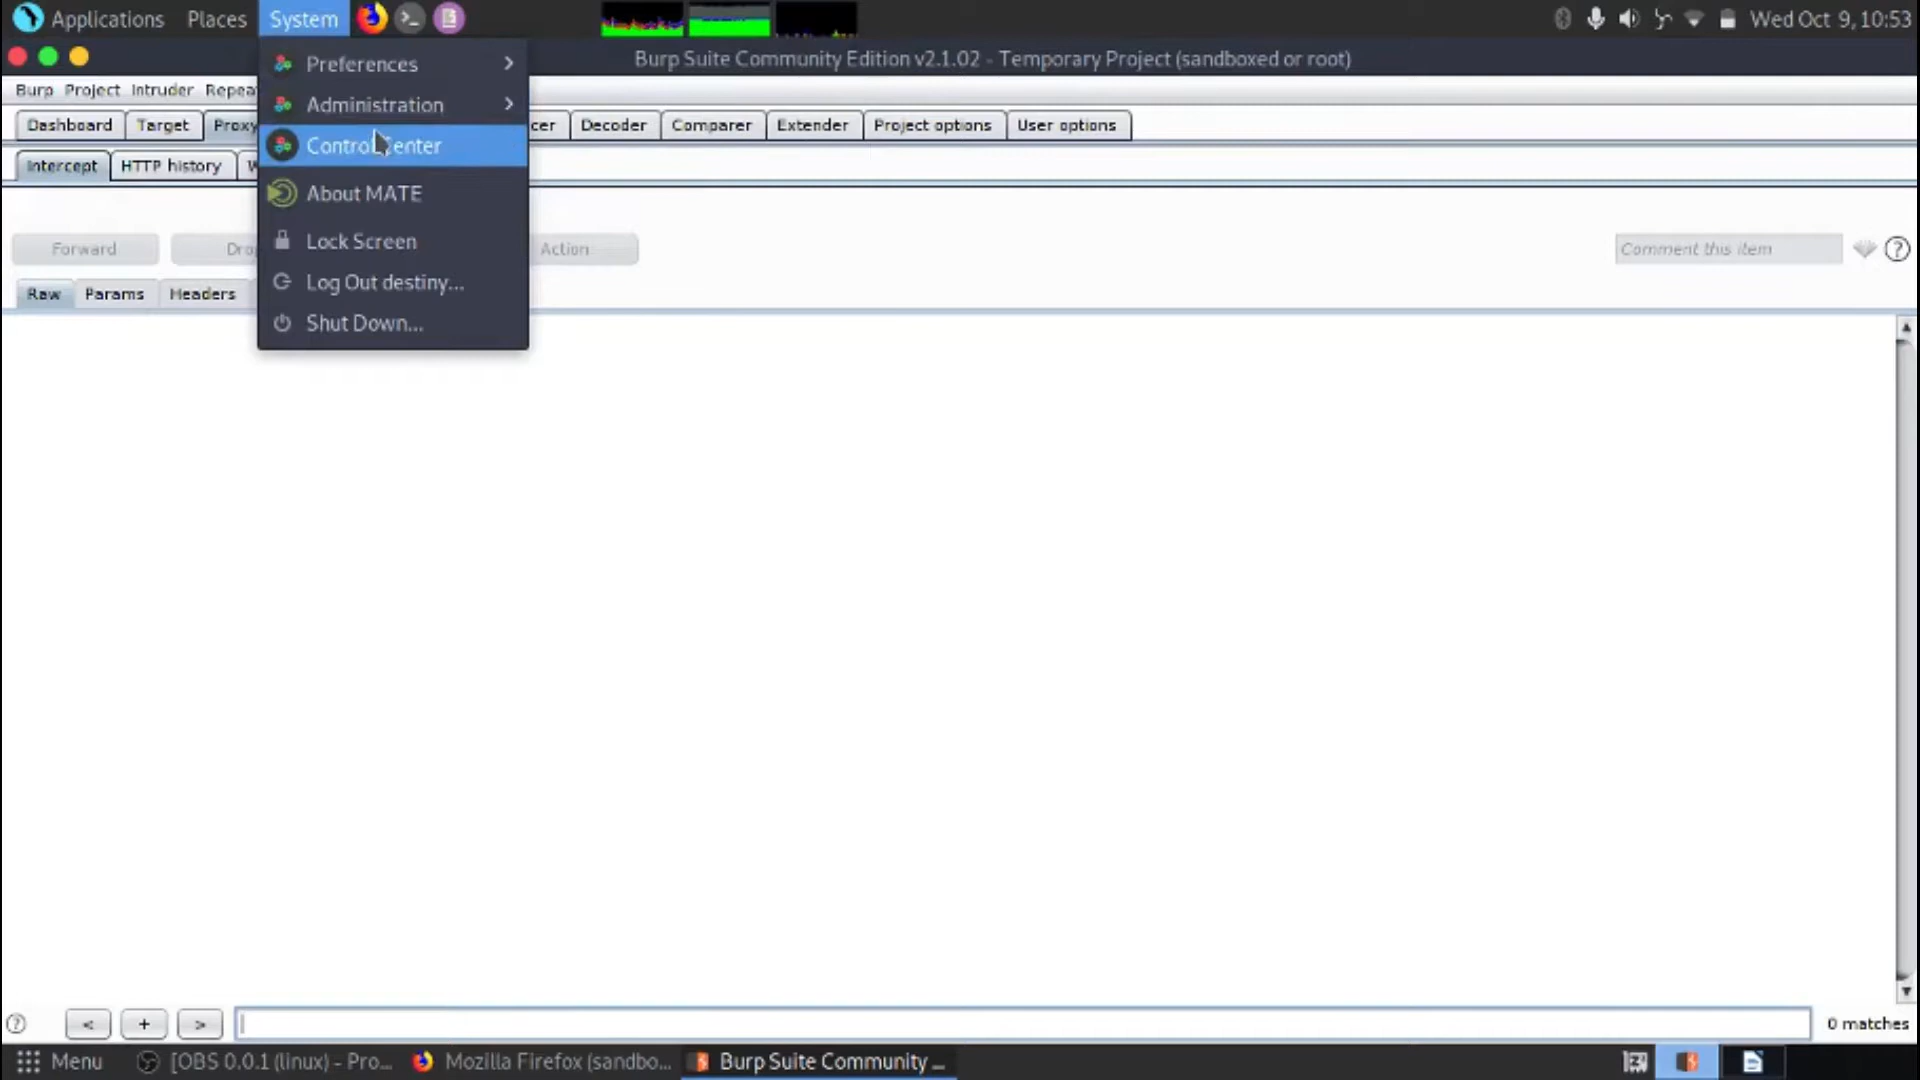 Applications Places System Wed Oct 9, 10:53
Burp Suite Community Edition v2.1.02 - Temporary Project (sandboxed or root)
Preferences
Burp Project Intruder Repea
Administration
Dashboard Target Proxy cer Decoder Comparer Extender Project options User options
Control Center
Intercept HTTP history W
About MATE
Lock Screen
Forward Drop Action Comment this item ?
Log Out destiny...
Raw Params Headers
Shut Down...
? < + > 0 matches
Menu [OBS 0.0.1 (linux) - Pro... Mozilla Firefox (sandbo... Burp Suite Community ...